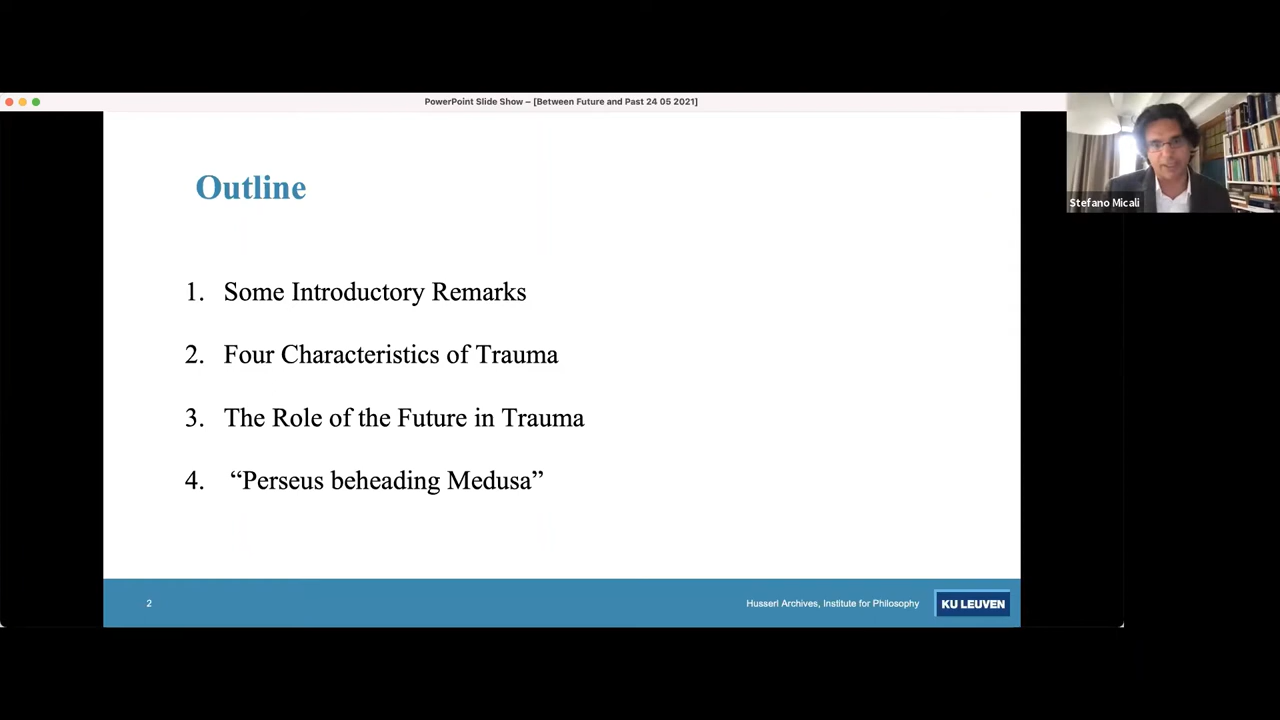 PowerPoint Slide Show – [Between Future and Past 24 05 2021]
Outline
1. Some Introductory Remarks
2. Four Characteristics of Trauma
3. The Role of the Future in Trauma
4. “Perseus beheading Medusa”
2
Husserl Archives, Institute for Philosophy
KU LEUVEN
Stefano Micali